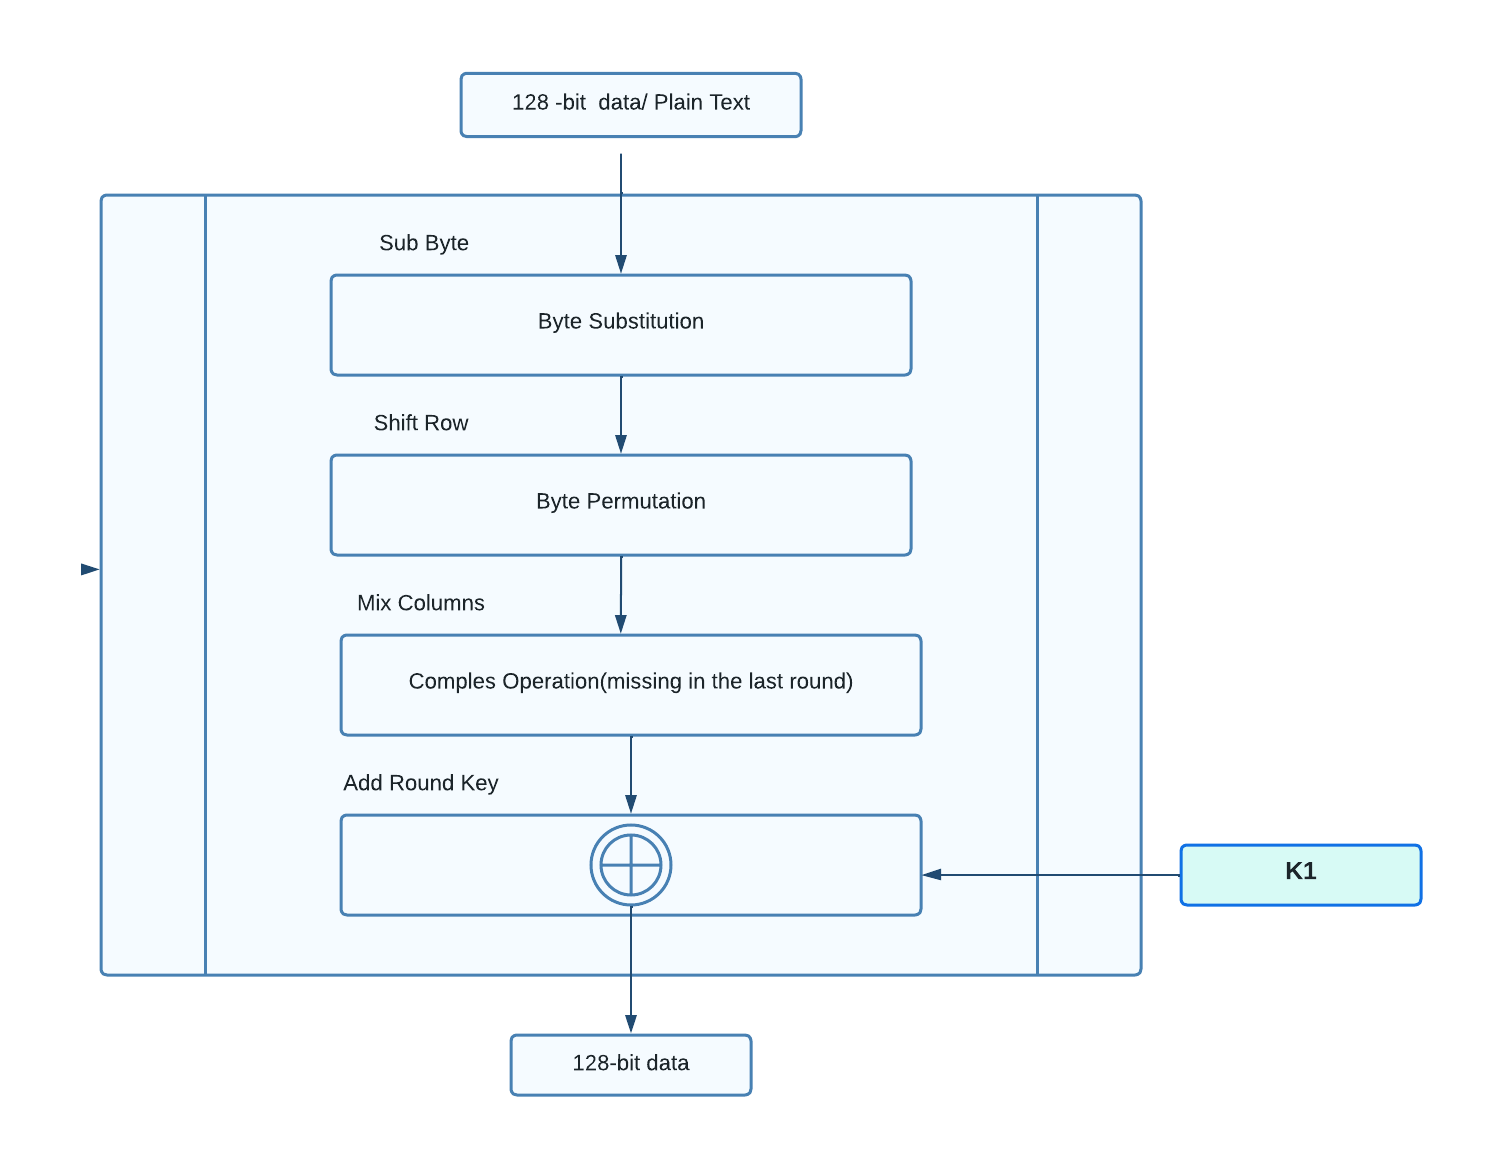 128 -bit  data/ Plain Text
Sub Byte
Byte Substitution
Shift Row
Byte Permutation
Mix Columns
Comples Operation(missing in the last round)
Add Round Key
K1
128-bit data